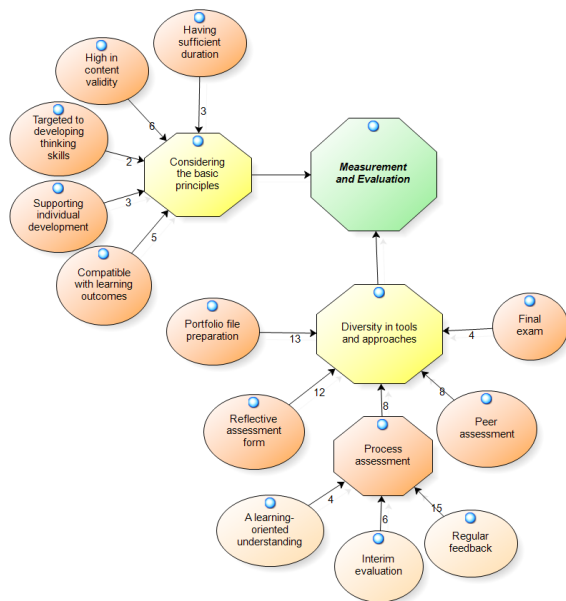 Having
sufficient
duration
High in
content
validity
3
6
Targeted to
developing
thinking
skills
2
Considering
the basic
principles
Measurement
and Evaluation
Supporting
individual
development
3
5
Compatible
with learning
outcomes
Portfolio file
preparation
13
Diversity in tools
and approaches
4
Final
exam
12
8
8
Reflective
assessment
form
Peer
assessment
Process
assessment
4
6
15
A learning-
oriented
understanding
Interim
evaluation
Regular
feedback